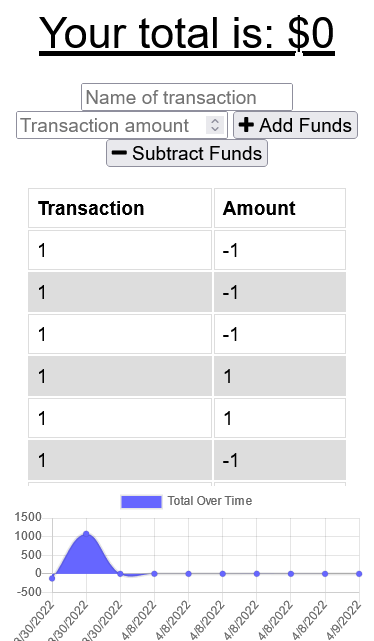 Your total is: $0
Name of transaction
Transaction amount
Add Funds
Subtract Funds
Transaction Amount
1 -1
1 -1
1 -1
1 1
1 1
1 -1
Total Over Time
1500
1000
500
0
-500
3/30/2022 3/30/2022 3/30/2022 4/8/2022 4/8/2022 4/8/2022 4/8/2022 4/8/2022 4/8/2022 4/9/2022